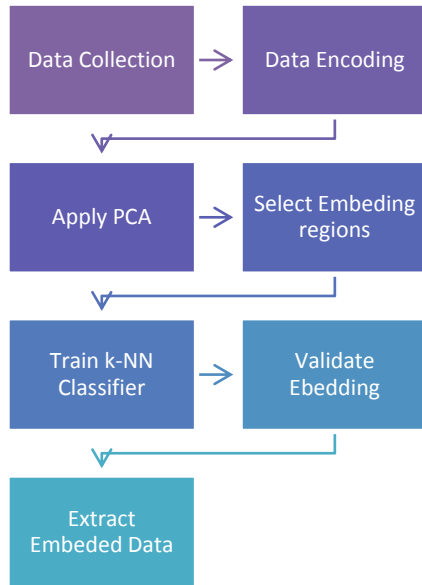 Data Collection
Data Encoding
Apply PCA
Select Embeding
regions
Train k-NN
Classifier
Validate
Ebedding
Extract
Embeded Data